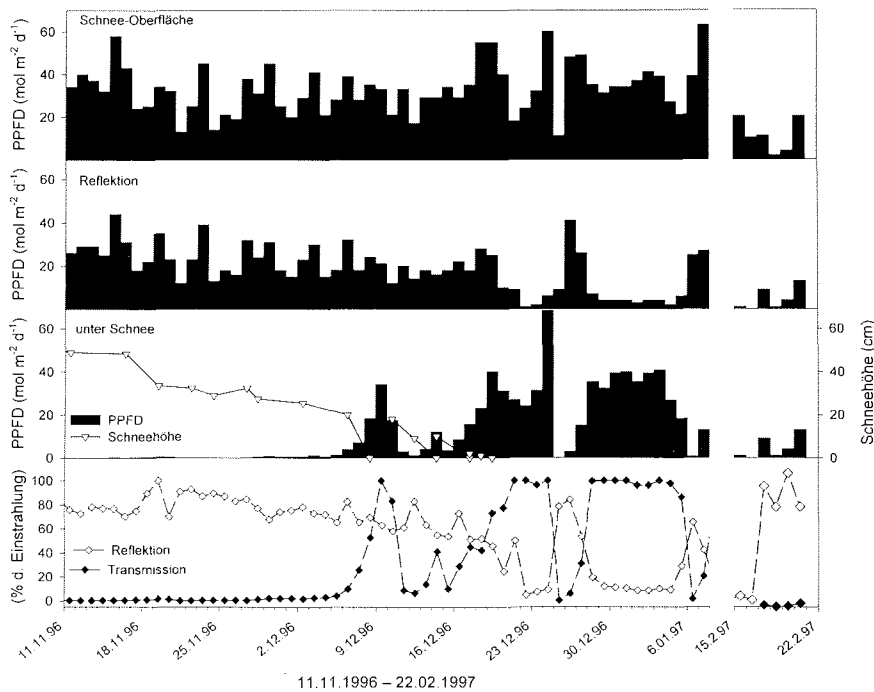 Schnee-Oberfläche
PPFD (mol m⁻² d⁻¹)
60
40
20
Reflektion
PPFD (mol m⁻² d⁻¹)
60
40
20
unter Schnee
PPFD (mol m⁻² d⁻¹)
60
40
20
0
PPFD
Schneehöhe
Schneehöhe (cm)
60
40
20
0
(% d. Einstrahlung)
100
80
60
40
20
0
Reflektion
Transmission
11.11.96
18.11.96
25.11.96
2.12.96
9.12.96
16.12.96
23.12.96
30.12.96
6.01.97
15.2.97
22.2.97
11.11.1996 – 22.02.1997